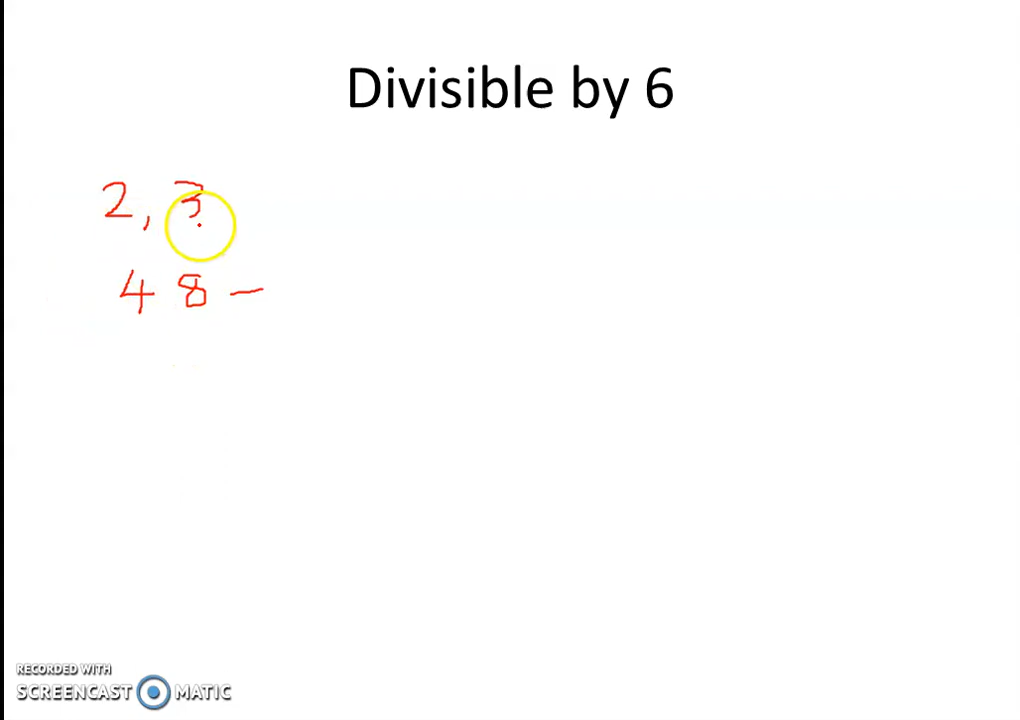 Divisible by 6
2, 3
4 8 -
RECORDED WITH
SCREENCAST MATIC